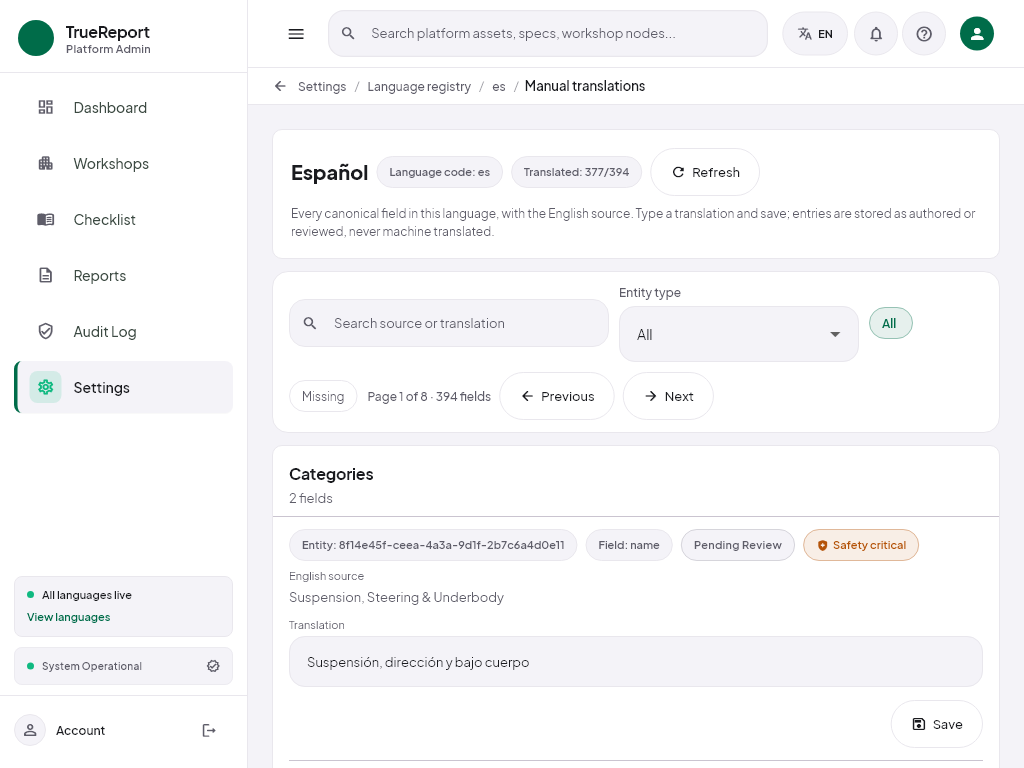 TrueReport
Platform Admin
Dashboard
Workshops
Checklist
Reports
Audit Log
Settings
All languages live
View languages
System Operational
Account
Search platform assets, specs, workshop nodes...
EN
Settings / Language registry / es / Manual translations
Español
Language code: es
Translated: 377/394
Refresh
Every canonical field in this language, with the English source. Type a translation and save; entries are stored as authored or
reviewed, never machine translated.
Entity type
Search source or translation
All
All
Missing
Page 1 of 8 · 394 fields
Previous
Next
Categories
2 fields
Entity: 8f14e45f-ceea-4a3a-9d1f-2b7c6a4d0e11
Field: name
Pending Review
Safety critical
English source
Suspension, Steering & Underbody
Translation
Suspensión, dirección y bajo cuerpo
Save